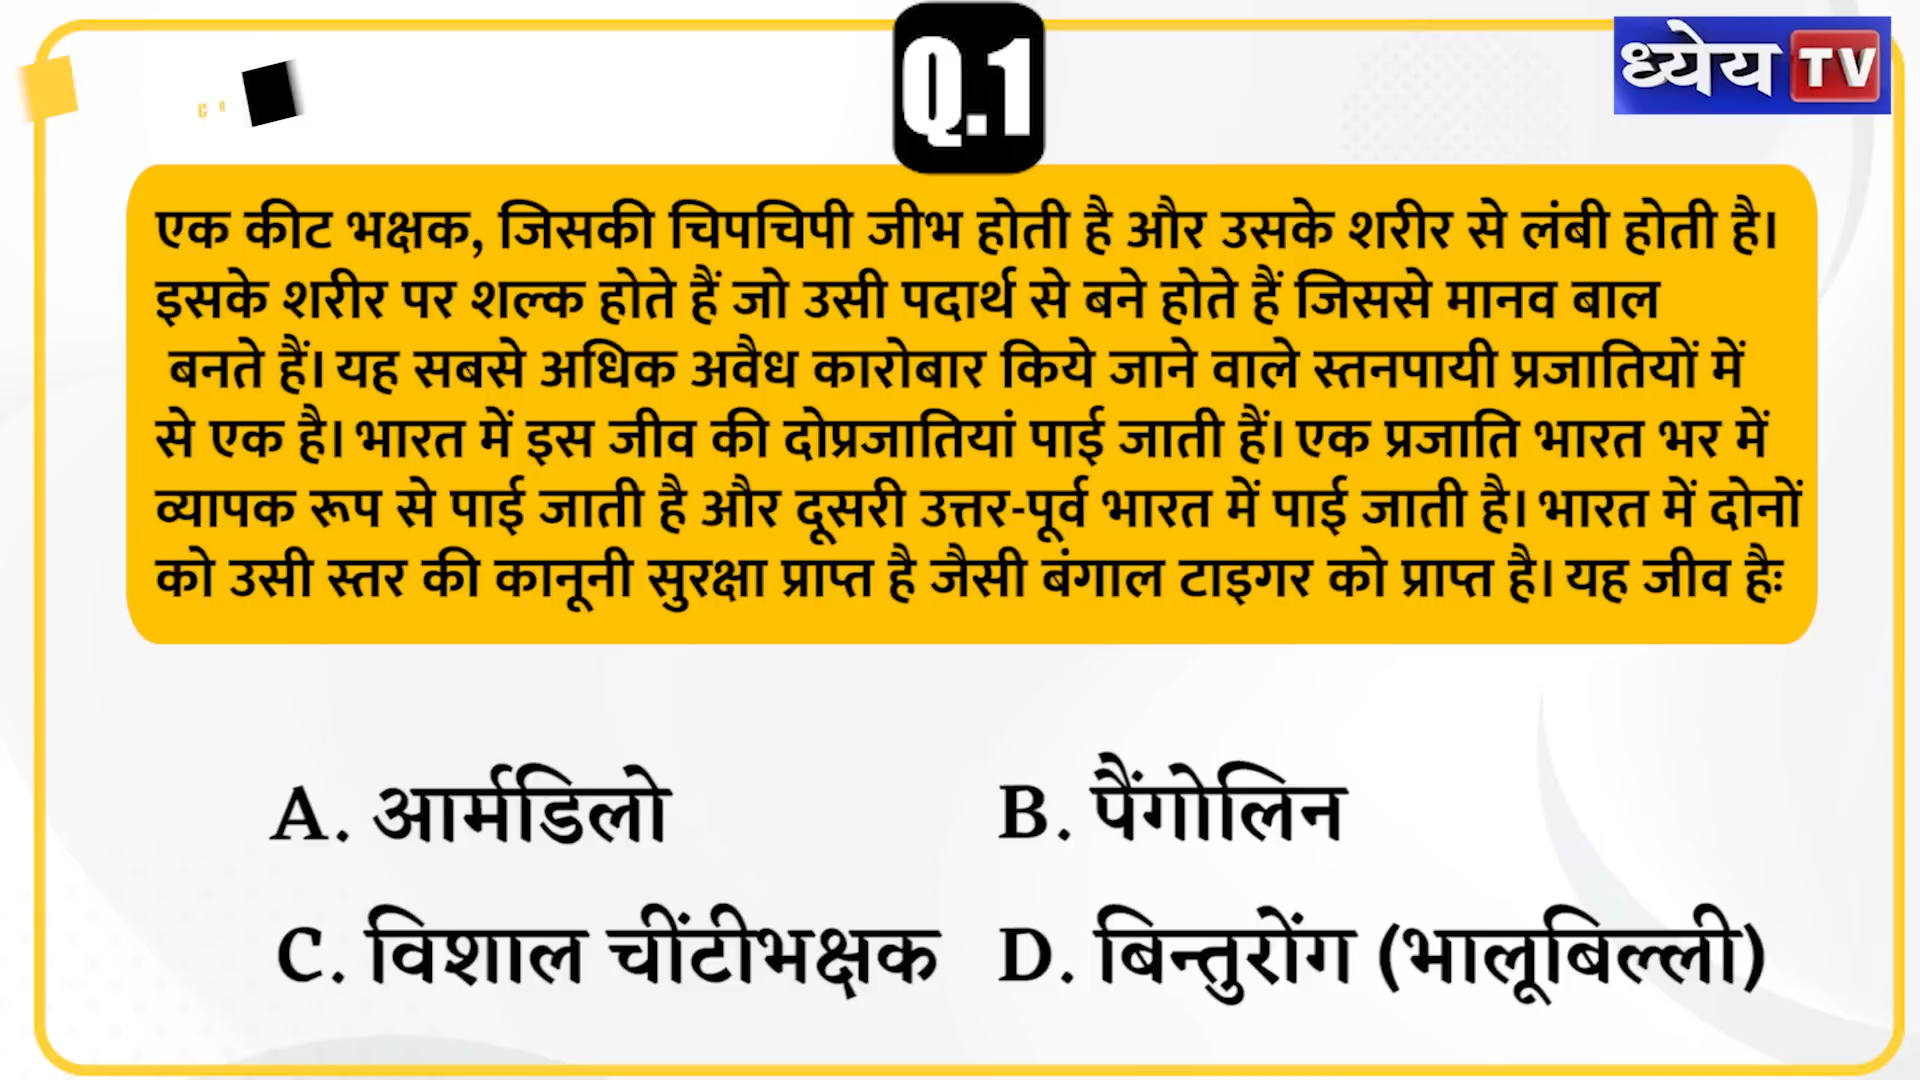 Q.1
ध्येय TV
एक कीट भक्षक, जिसकी चिपचिपी जीभ होती है और उसके शरीर से लंबी होती है।
इसके शरीर पर शल्क होते हैं जो उसी पदार्थ से बने होते हैं जिससे मानव बाल
बनते हैं। यह सबसे अधिक अवैध कारोबार किये जाने वाले स्तनपायी प्रजातियों में
से एक है। भारत में इस जीव की दोप्रजातियां पाई जाती हैं। एक प्रजाति भारत भर में
व्यापक रूप से पाई जाती है और दूसरी उत्तर-पूर्व भारत में पाई जाती है। भारत में दोनों
को उसी स्तर की कानूनी सुरक्षा प्राप्त है जैसी बंगाल टाइगर को प्राप्त है। यह जीव हैः
A. आर्मडिलो
B. पैंगोलिन
C. विशाल चींटीभक्षक
D. बिन्तुरोंग (भालूबिल्ली)